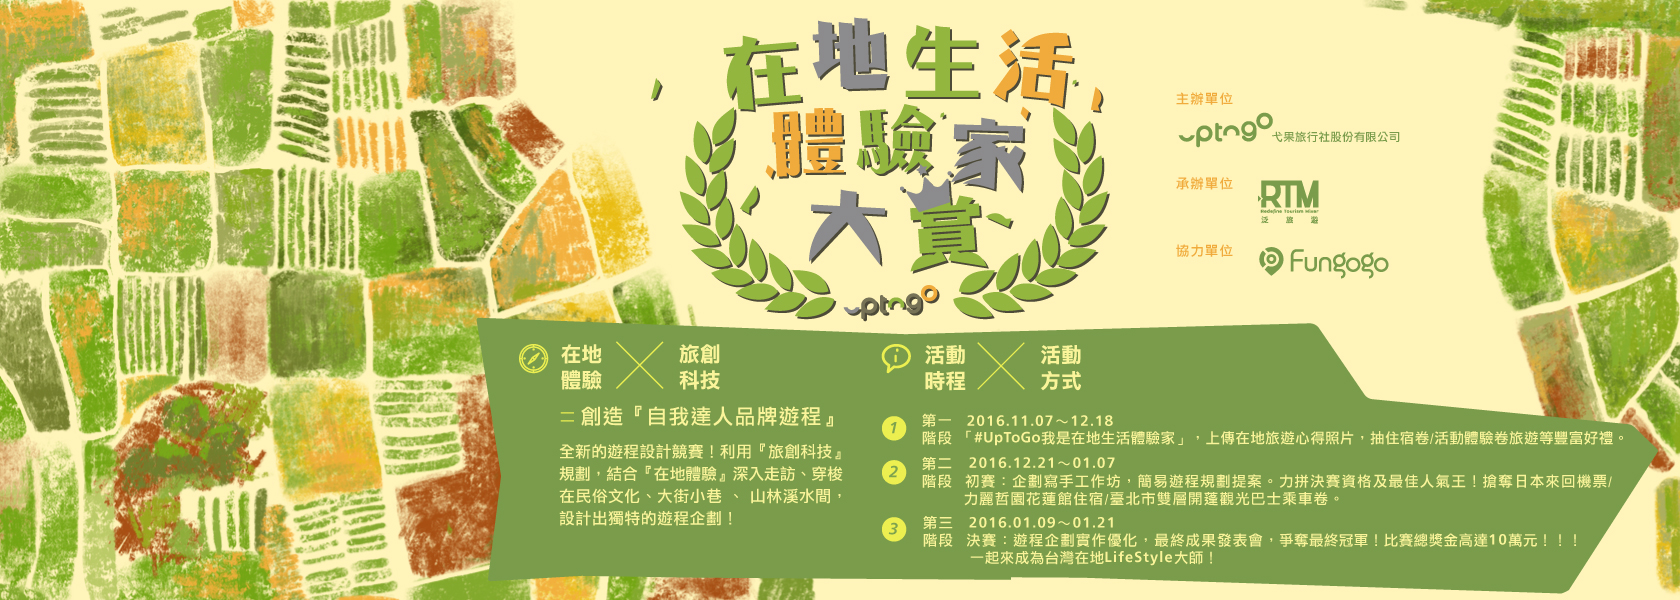 在地生活
體驗家
大賞
uptogo
主辦單位
uptogo 弋果旅行社股份有限公司
承辦單位
RTM
Redefine Tourism Mixer
泛旅遊
協力單位
Fungogo
在地體驗 × 旅創科技
= 創造『自我達人品牌遊程』
全新的遊程設計競賽！利用『旅創科技』
規劃，結合『在地體驗』深入走訪、穿梭
在民俗文化、大街小巷 、 山林溪水間，
設計出獨特的遊程企劃！
活動時程 × 活動方式
1 第一階段 2016.11.07～12.18
「#UpToGo我是在地生活體驗家」，上傳在地旅遊心得照片，抽住宿卷/活動體驗卷旅遊等豐富好禮。
2 第二階段 2016.12.21～01.07
初賽：企劃寫手工作坊，簡易遊程規劃提案。力拼決賽資格及最佳人氣王！搶奪日本來回機票/
力麗哲園花蓮館住宿/臺北市雙層開蓬觀光巴士乘車卷。
3 第三階段 2016.01.09～01.21
決賽：遊程企劃實作優化，最終成果發表會，爭奪最終冠軍！比賽總獎金高達10萬元！！！
一起來成為台灣在地LifeStyle大師！